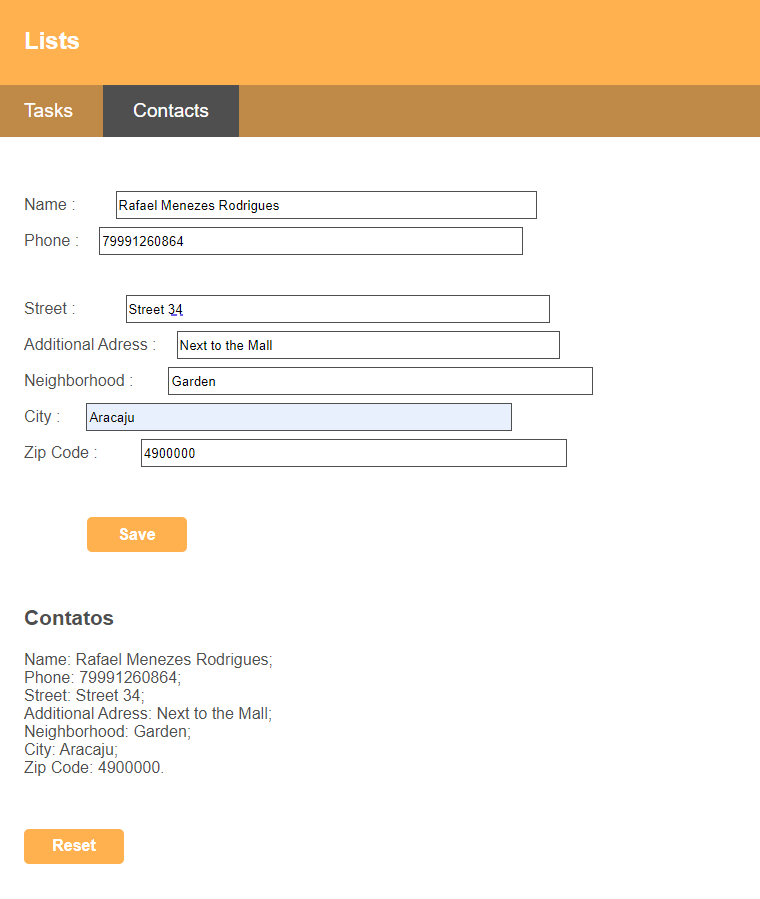 Lists
Tasks Contacts
Name : Rafael Menezes Rodrigues
Phone : 79991260864
Street : Street 34
Additional Adress : Next to the Mall
Neighborhood : Garden
City : Aracaju
Zip Code : 4900000
Save
Contatos
Name: Rafael Menezes Rodrigues;
Phone: 79991260864;
Street: Street 34;
Additional Adress: Next to the Mall;
Neighborhood: Garden;
City: Aracaju;
Zip Code: 4900000.
Reset